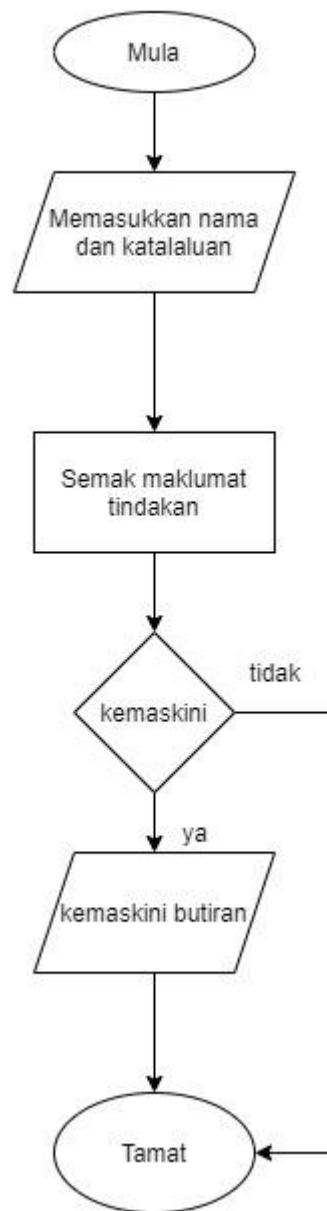 Mula
Memasukkan nama
dan katalaluan
Semak maklumat
tindakan
kemaskini
tidak
ya
kemaskini butiran
Tamat